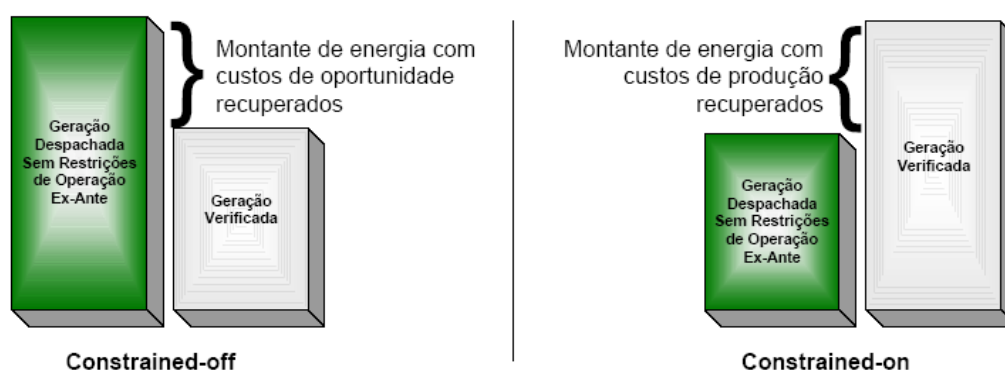 Geração
Despachada
Sem Restrições
de Operação
Ex-Ante
Montante de energia com
custos de oportunidade
recuperados
Geração
Verificada
Constrained-off
Montante de energia com
custos de produção
recuperados
Geração
Despachada
Sem Restrições
de Operação
Ex-Ante
Geração
Verificada
Constrained-on